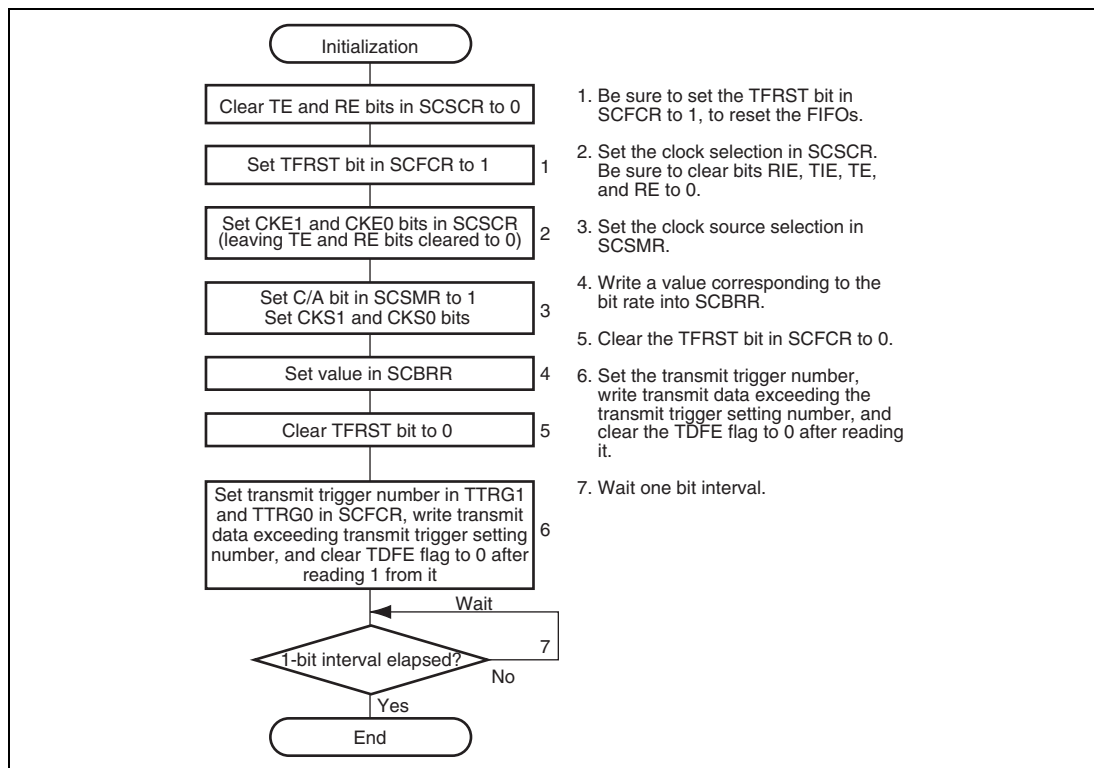 Initialization
Clear TE and RE bits in SCSCR to 0
Set TFRST bit in SCFCR to 1
1
Set CKE1 and CKE0 bits in SCSCR
(leaving TE and RE bits cleared to 0)
2
Set C/A bit in SCSMR to 1
Set CKS1 and CKS0 bits
3
Set value in SCBRR
4
Clear TFRST bit to 0
5
Set transmit trigger number in TTRG1
and TTRG0 in SCFCR, write transmit
data exceeding transmit trigger setting
number, and clear TDFE flag to 0 after
reading 1 from it
6
Wait
1-bit interval elapsed?
7
No
Yes
End
1. Be sure to set the TFRST bit in
SCFCR to 1, to reset the FIFOs.
2. Set the clock selection in SCSCR.
Be sure to clear bits RIE, TIE, TE,
and RE to 0.
3. Set the clock source selection in
SCSMR.
4. Write a value corresponding to the
bit rate into SCBRR.
5. Clear the TFRST bit in SCFCR to 0.
6. Set the transmit trigger number,
write transmit data exceeding the
transmit trigger setting number, and
clear the TDFE flag to 0 after reading
it.
7. Wait one bit interval.